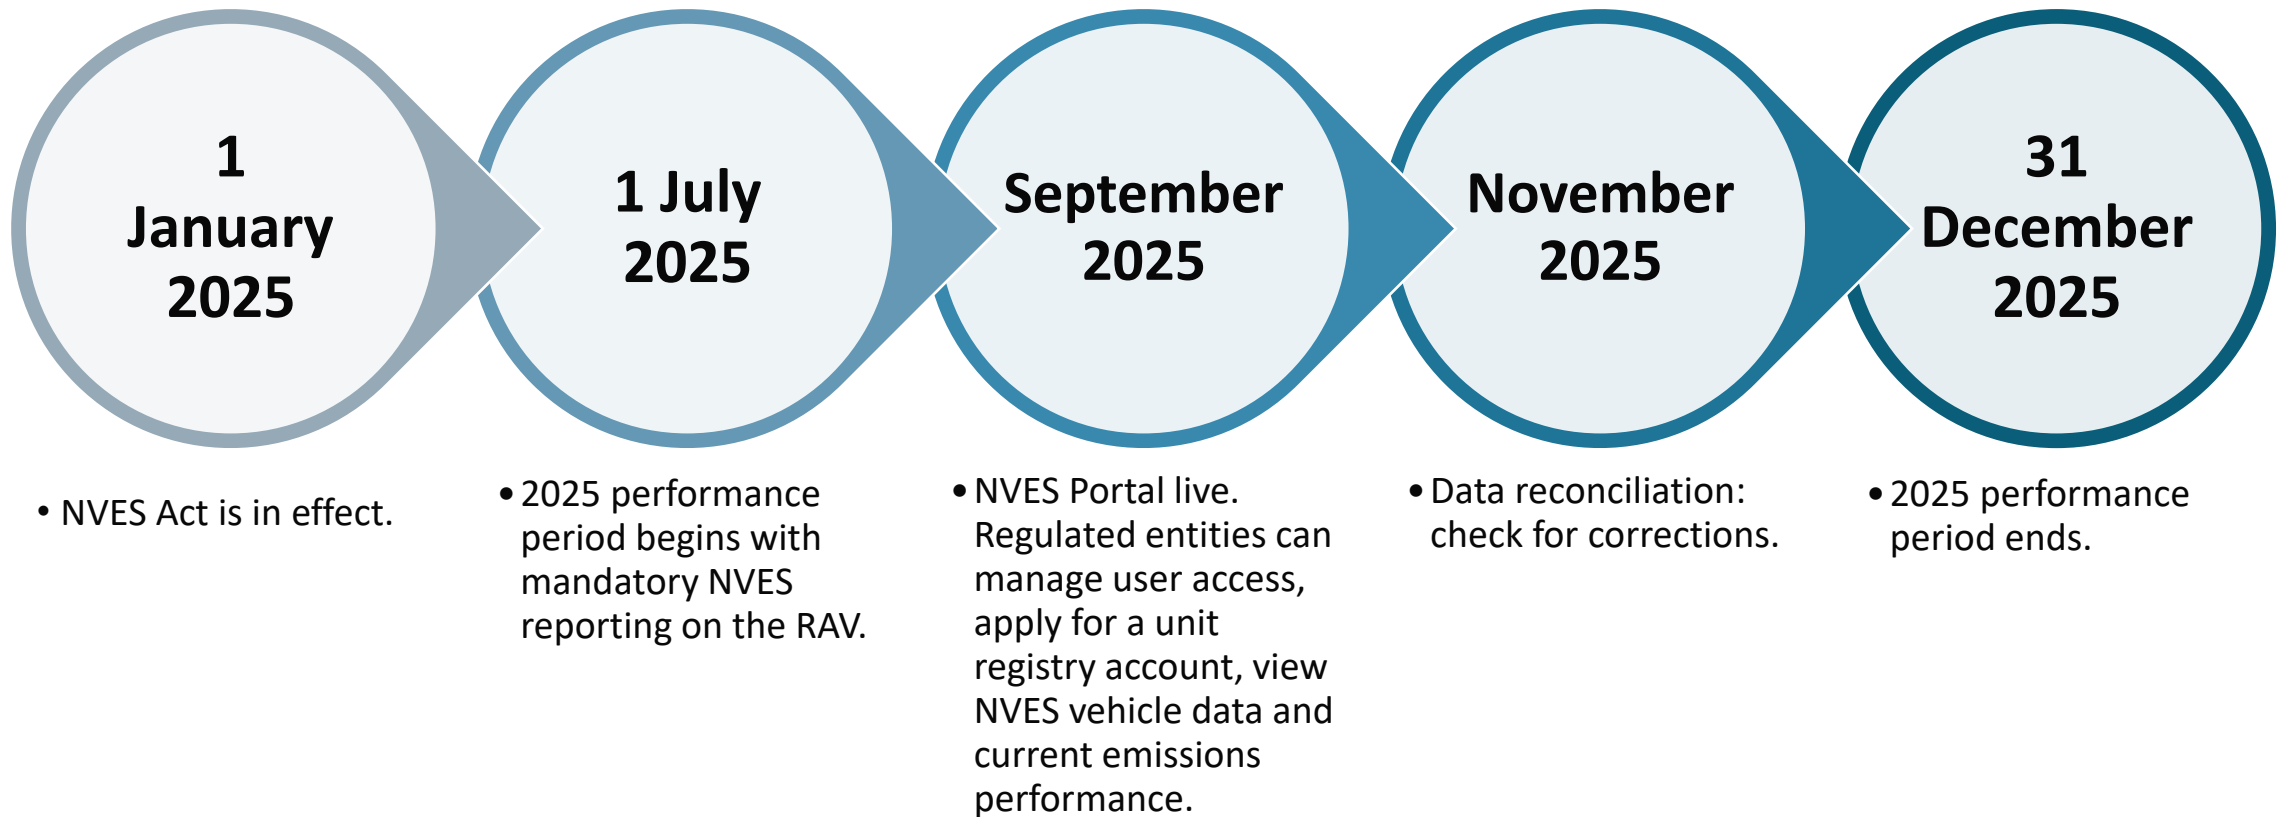 1
January
2025
1 July
2025
September
2025
November
2025
31
December
2025
• NVES Act is in effect.
• 2025 performance
period begins with
mandatory NVES
reporting on the RAV.
• NVES Portal live.
Regulated entities can
manage user access,
apply for a unit
registry account, view
NVES vehicle data and
current emissions
performance.
• Data reconciliation:
check for corrections.
• 2025 performance
period ends.